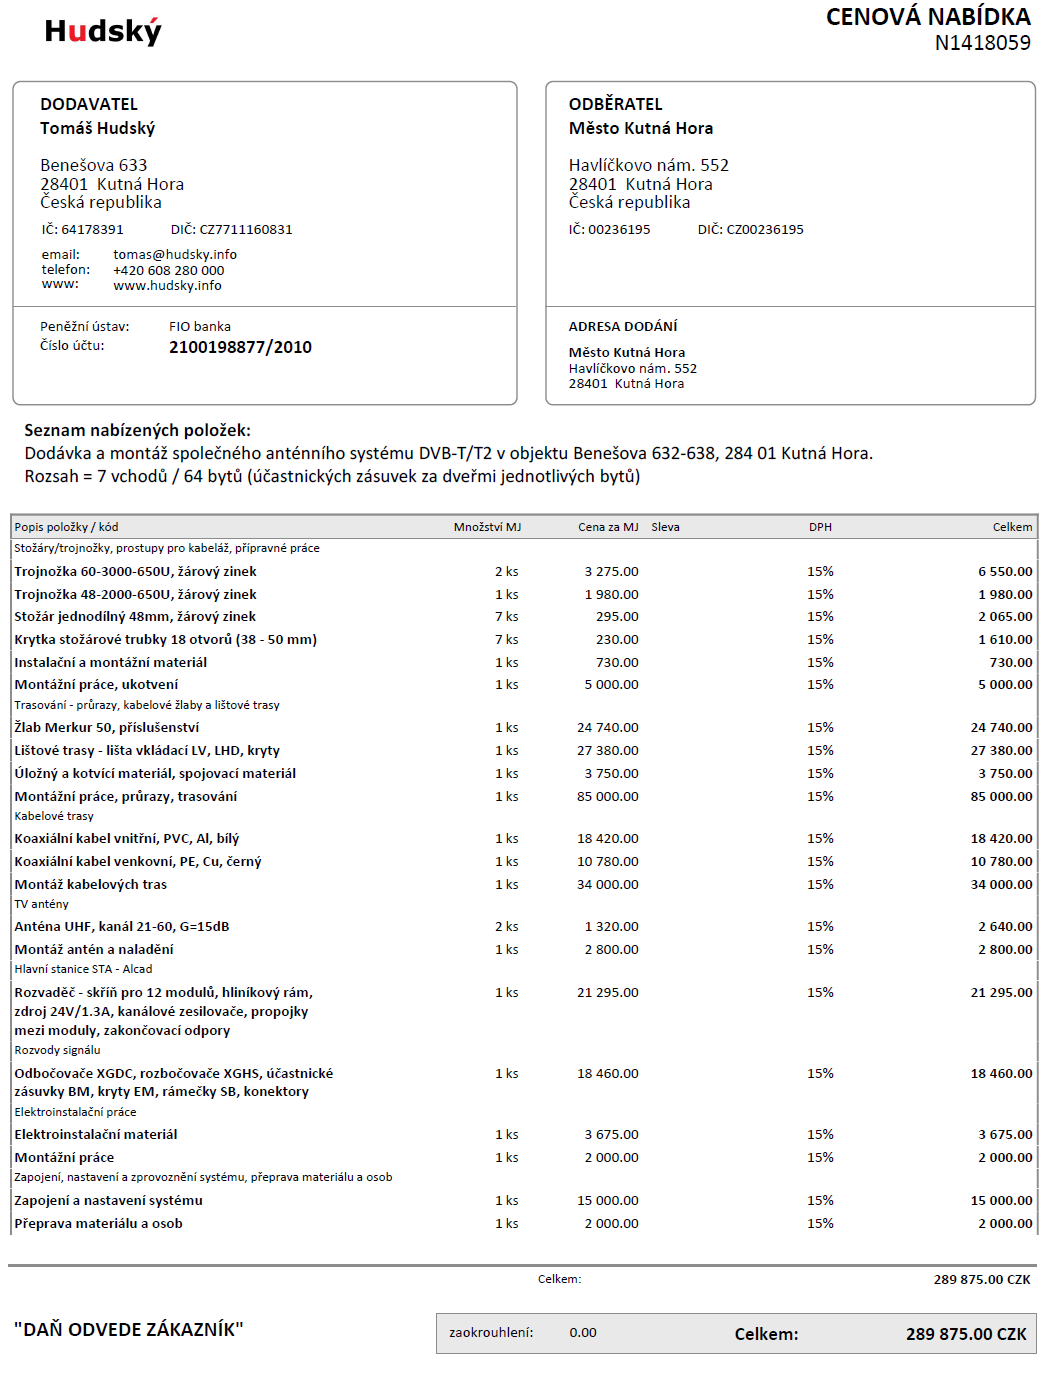 Hudský
CENOVÁ NABÍDKA
N1418059
DODAVATEL
Tomáš Hudský
Benešova 633
28401 Kutná Hora
Česká republika
IČ: 64178391 DIČ: CZ7711160831
email: tomas@hudsky.info
telefon: +420 608 280 000
www: www.hudsky.info
Peněžní ústav: FIO banka
Číslo účtu: 2100198877/2010
ODBĚRATEL
Město Kutná Hora
Havlíčkovo nám. 552
28401 Kutná Hora
Česká republika
IČ: 00236195 DIČ: CZ00236195
ADRESA DODÁNÍ
Město Kutná Hora
Havlíčkovo nám. 552
28401 Kutná Hora
Seznam nabízených položek:
Dodávka a montáž společného anténního systému DVB-T/T2 v objektu Benešova 632-638, 284 01 Kutná Hora.
Rozsah = 7 vchodů / 64 bytů (účastnických zásuvek za dveřmi jednotlivých bytů)
Popis položky / kód Množství MJ Cena za MJ Sleva DPH Celkem
Stožáry/trojnožky, prostupy pro kabeláž, přípravné práce
Trojnožka 60-3000-650U, žárový zinek 2 ks 3 275.00 15% 6 550.00
Trojnožka 48-2000-650U, žárový zinek 1 ks 1 980.00 15% 1 980.00
Stožár jednodílný 48mm, žárový zinek 7 ks 295.00 15% 2 065.00
Krytka stožárové trubky 18 otvorů (38 - 50 mm) 7 ks 230.00 15% 1 610.00
Instalační a montážní materiál 1 ks 730.00 15% 730.00
Montážní práce, ukotvení 1 ks 5 000.00 15% 5 000.00
Trasování - průrazy, kabelové žlaby a lištové trasy
Žlab Merkur 50, příslušenství 1 ks 24 740.00 15% 24 740.00
Lištové trasy - lišta vkládací LV, LHD, kryty 1 ks 27 380.00 15% 27 380.00
Úložný a kotvící materiál, spojovací materiál 1 ks 3 750.00 15% 3 750.00
Montážní práce, průrazy, trasování 1 ks 85 000.00 15% 85 000.00
Kabelové trasy
Koaxiální kabel vnitřní, PVC, Al, bílý 1 ks 18 420.00 15% 18 420.00
Koaxiální kabel venkovní, PE, Cu, černý 1 ks 10 780.00 15% 10 780.00
Montáž kabelových tras 1 ks 34 000.00 15% 34 000.00
TV antény
Anténa UHF, kanál 21-60, G=15dB 2 ks 1 320.00 15% 2 640.00
Montáž antén a naladění 1 ks 2 800.00 15% 2 800.00
Hlavní stanice STA - Alcad
Rozvaděč - skříň pro 12 modulů, hliníkový rám, 1 ks 21 295.00 15% 21 295.00
zdroj 24V/1.3A, kanálové zesilovače, propojky
mezi moduly, zakončovací odpory
Rozvody signálu
Odbočovače XGDC, rozbočovače XGHS, účastnické 1 ks 18 460.00 15% 18 460.00
zásuvky BM, kryty EM, rámečky SB, konektory
Elektroinstalační práce
Elektroinstalační materiál 1 ks 3 675.00 15% 3 675.00
Montážní práce 1 ks 2 000.00 15% 2 000.00
Zapojení, nastavení a zprovoznění systému, přeprava materiálu a osob
Zapojení a nastavení systému 1 ks 15 000.00 15% 15 000.00
Přeprava materiálu a osob 1 ks 2 000.00 15% 2 000.00
Celkem: 289 875.00 CZK
"DAŇ ODVEDE ZÁKAZNÍK"
zaokrouhlení: 0.00 Celkem: 289 875.00 CZK